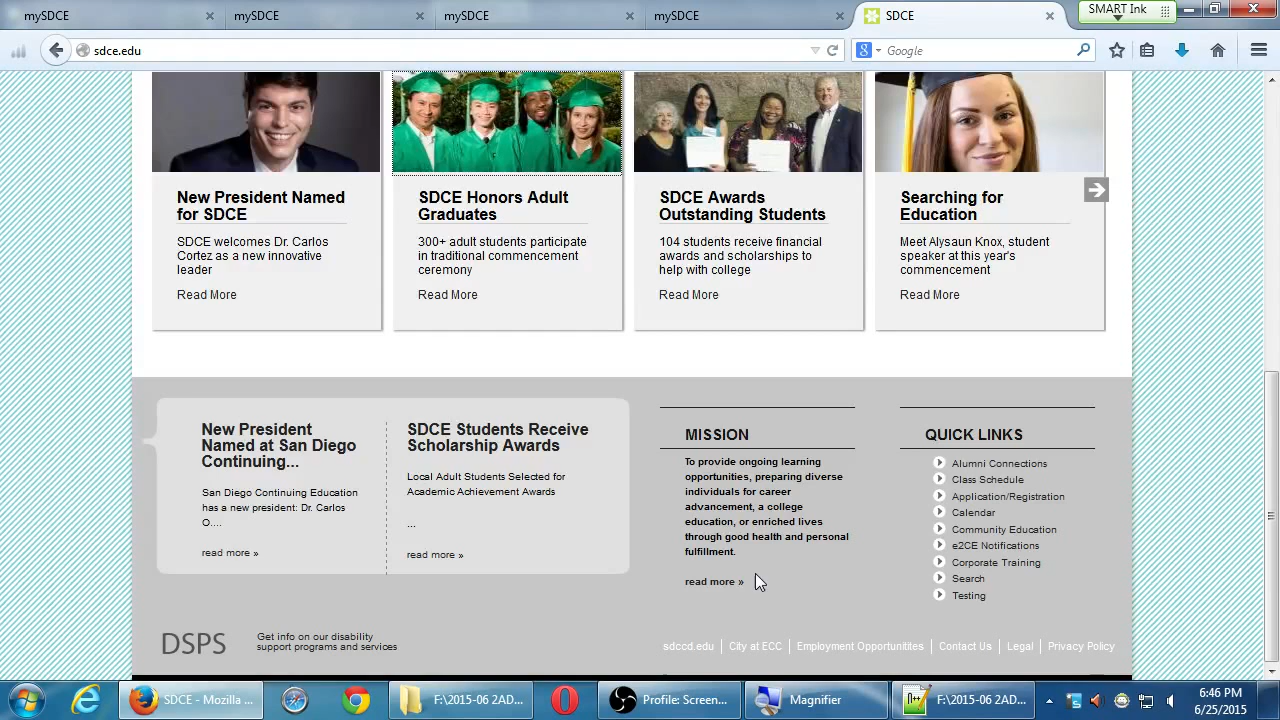 mySDCE
mySDCE
mySDCE
mySDCE
SDCE
SMART Ink
sdce.edu
8
Google
New President Named
for SDCE
SDCE welcomes Dr. Carlos
Cortez as a new innovative
leader
Read More
SDCE Honors Adult
Graduates
300+ adult students participate
in traditional commencement
ceremony
Read More
SDCE Awards
Outstanding Students
104 students receive financial
awards and scholarships to
help with college
Read More
Searching for
Education
Meet Alysaun Knox, student
speaker at this year's
commencement
Read More
New President
Named at San Diego
Continuing...
San Diego Continuing Education
has a new president: Dr. Carlos
O....
read more »
SDCE Students Receive
Scholarship Awards
Local Adult Students Selected for
Academic Achievement Awards
...
read more »
MISSION
To provide ongoing learning
opportunities, preparing diverse
individuals for career
advancement, a college
education, or enriched lives
through good health and personal
fulfillment.
read more »
QUICK LINKS
Alumni Connections
Class Schedule
Application/Registration
Calendar
Community Education
e2CE Notifications
Corporate Training
Search
Testing
DSPS
Get info on our disability
support programs and services
sdccd.edu | City at ECC | Employment Opportunitites | Contact Us | Legal | Privacy Policy
SDCE - Mozilla ...
F:\2015-06 2AD...
Profile: Screen...
Magnifier
F:\2015-06 2AD...
6:46 PM
6/25/2015